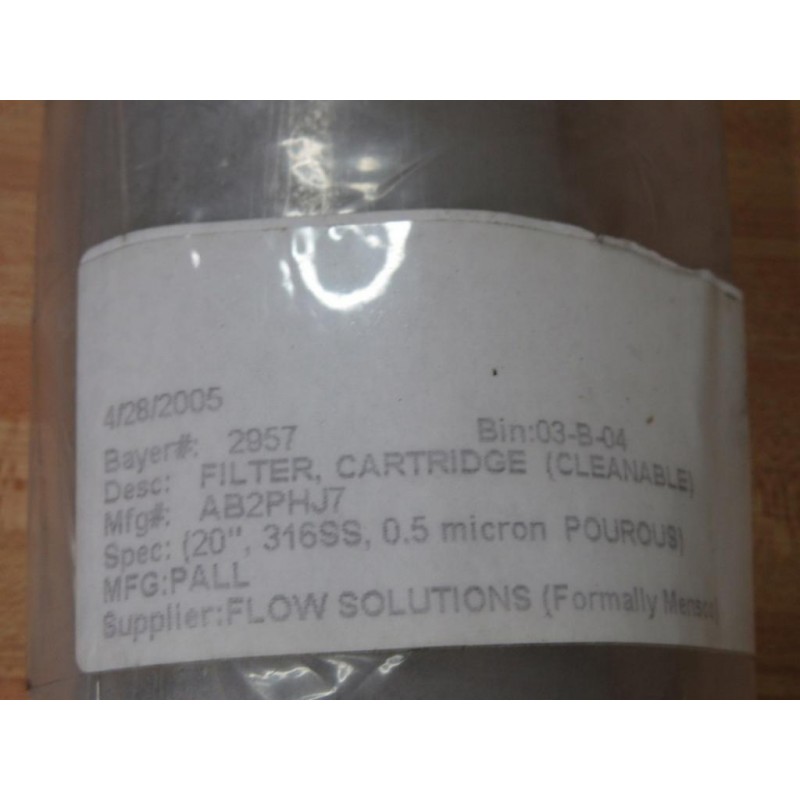 4/28/2005
Bayer#: 2957 Bin:03-B-04
Desc: FILTER, CARTRIDGE (CLEANABLE)
Mfg#: AB2PHJ7
Spec: (20", 316SS, 0.5 micron POUROUS)
MFG:PALL
Supplier:FLOW SOLUTIONS (Formally